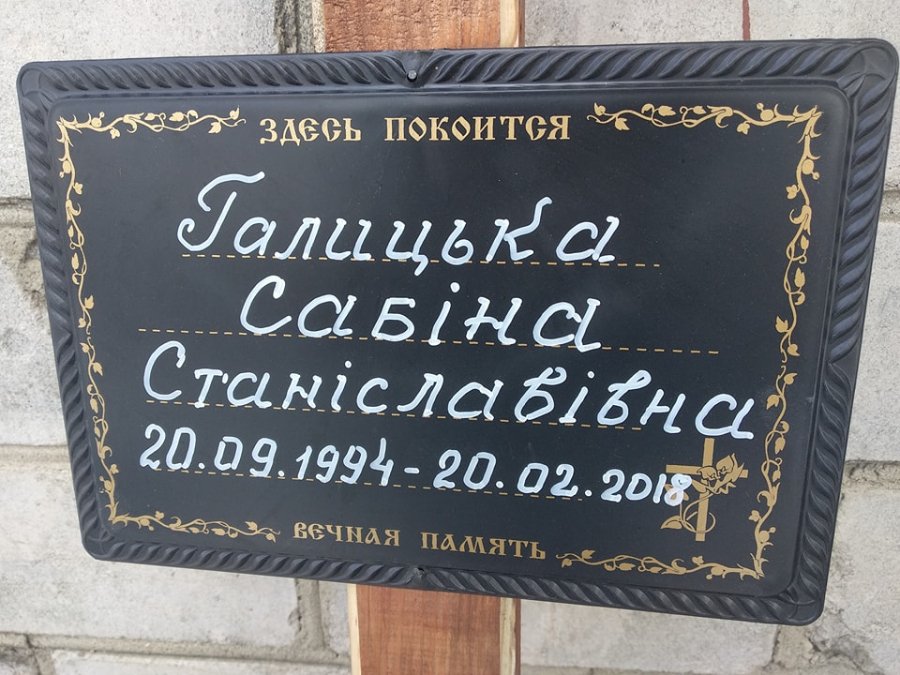 ЗДЕСЬ ПОКОИТСЯ
Галицька
Сабіна
Станіславівна
20.09.1994-20.02.2018
ВЕЧНАЯ ПАМЯТЬ